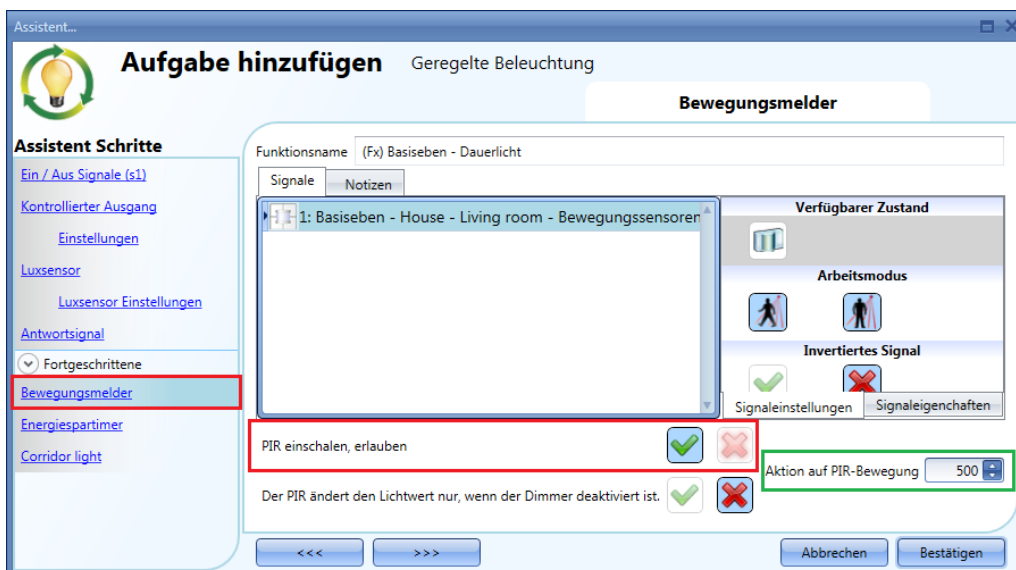 Assistent...
Aufgabe hinzufügen
Geregelte Beleuchtung
Bewegungsmelder
Assistent Schritte
Ein / Aus Signale (s1)
Kontrollierter Ausgang
Einstellungen
Luxsensor
Luxsensor Einstellungen
Antwortsignal
Fortgeschrittene
Bewegungsmelder
Energiespartimer
Corridor light
Funktionsname (Fx) Basiseben - Dauerlicht
Signale
Notizen
1: Basiseben - House - Living room - Bewegungssensoren
Verfügbarer Zustand
Arbeitsmodus
Invertiertes Signal
Signaleinstellungen
Signaleigenschaften
PIR einschalen, erlauben
Aktion auf PIR-Bewegung 500
Der PIR ändert den Lichtwert nur, wenn der Dimmer deaktiviert ist.
<<<
>>>
Abbrechen
Bestätigen